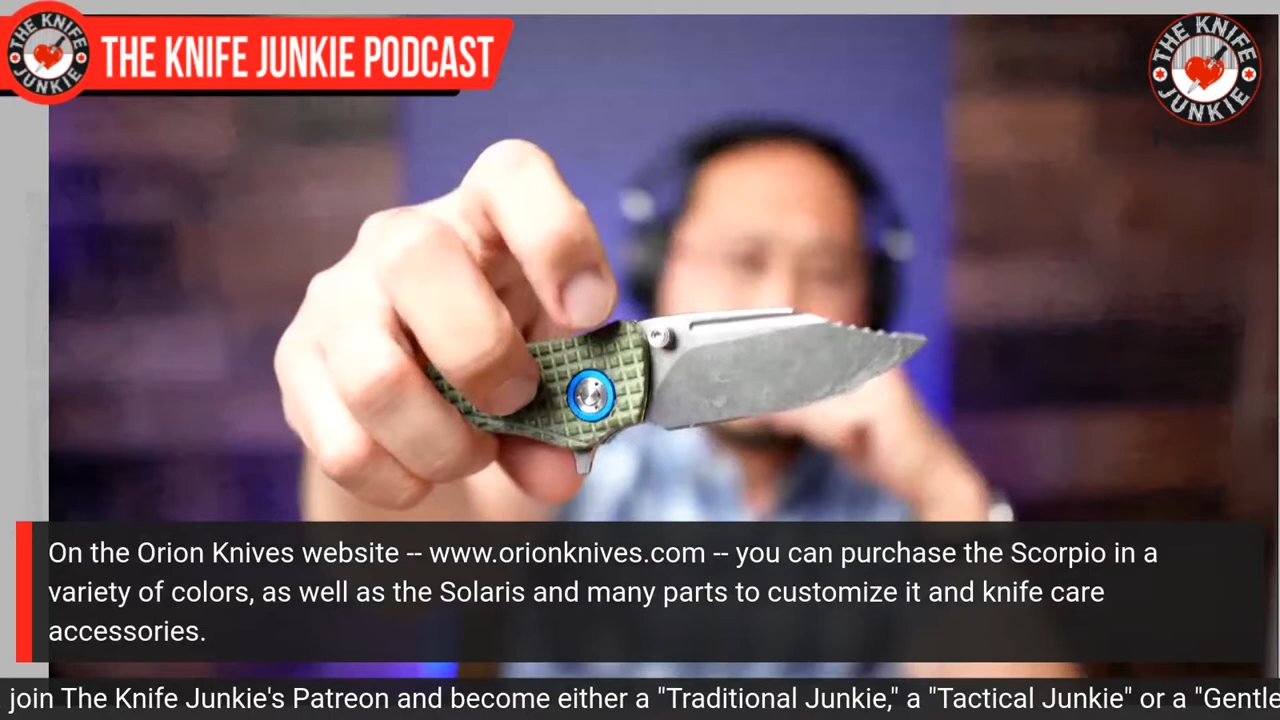 THE KNIFE JUNKIE
THE KNIFE JUNKIE PODCAST
THE KNIFE JUNKIE
On the Orion Knives website -- www.orionknives.com -- you can purchase the Scorpio in a
variety of colors, as well as the Solaris and many parts to customize it and knife care
accessories.
join The Knife Junkie's Patreon and become either a "Traditional Junkie," a "Tactical Junkie" or a "Gentle